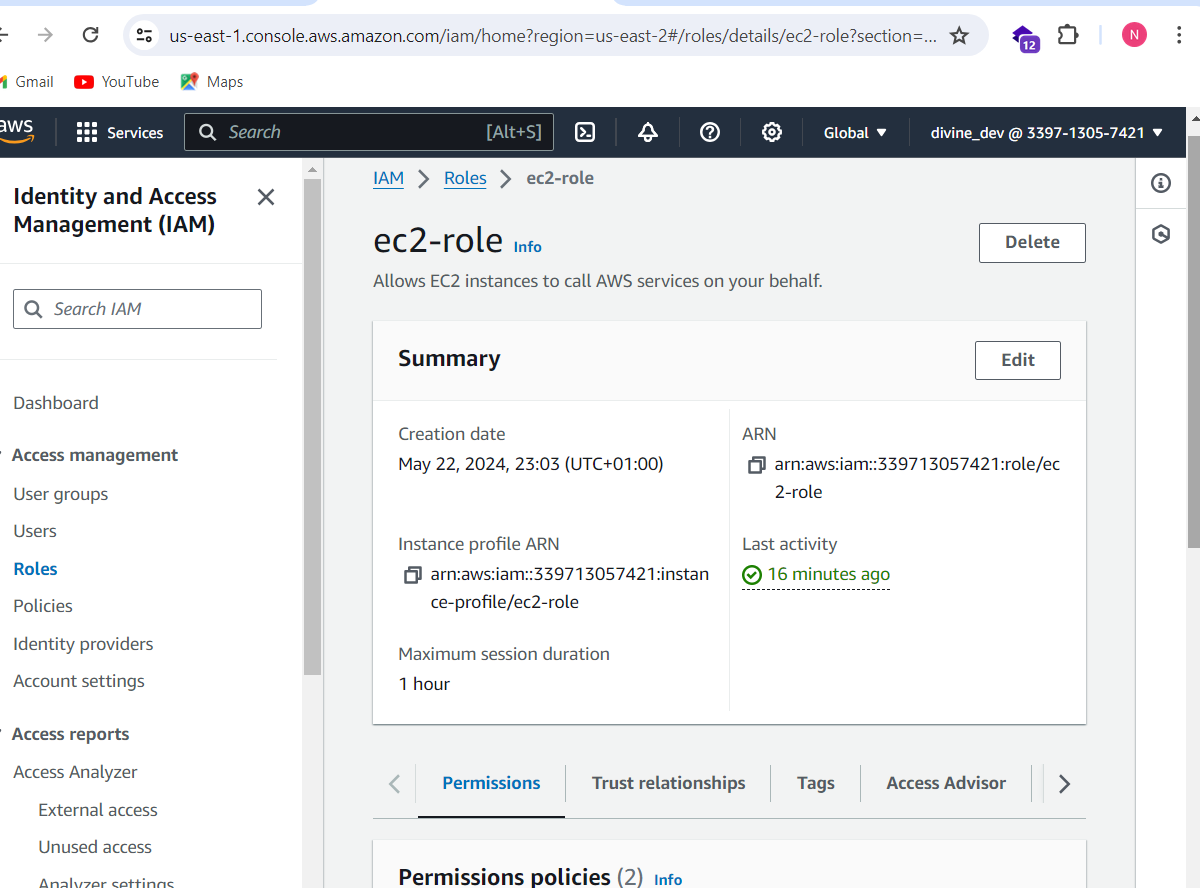 us-east-1.console.aws.amazon.com/iam/home?region=us-east-2#/roles/details/ec2-role?section=...
12
N
Gmail
YouTube
Maps
aws
Services
Search
[Alt+S]
Global
divine_dev @ 3397-1305-7421
Identity and Access
Management (IAM)
Search IAM
Dashboard
Access management
User groups
Users
Roles
Policies
Identity providers
Account settings
Access reports
Access Analyzer
External access
Unused access
Analyzer settings
IAM > Roles > ec2-role
ec2-role Info
Delete
Allows EC2 instances to call AWS services on your behalf.
Summary
Edit
Creation date
May 22, 2024, 23:03 (UTC+01:00)
ARN
arn:aws:iam::339713057421:role/ec
2-role
Instance profile ARN
arn:aws:iam::339713057421:instan
ce-profile/ec2-role
Last activity
16 minutes ago
Maximum session duration
1 hour
Permissions
Trust relationships
Tags
Access Advisor
Permissions policies (2) Info